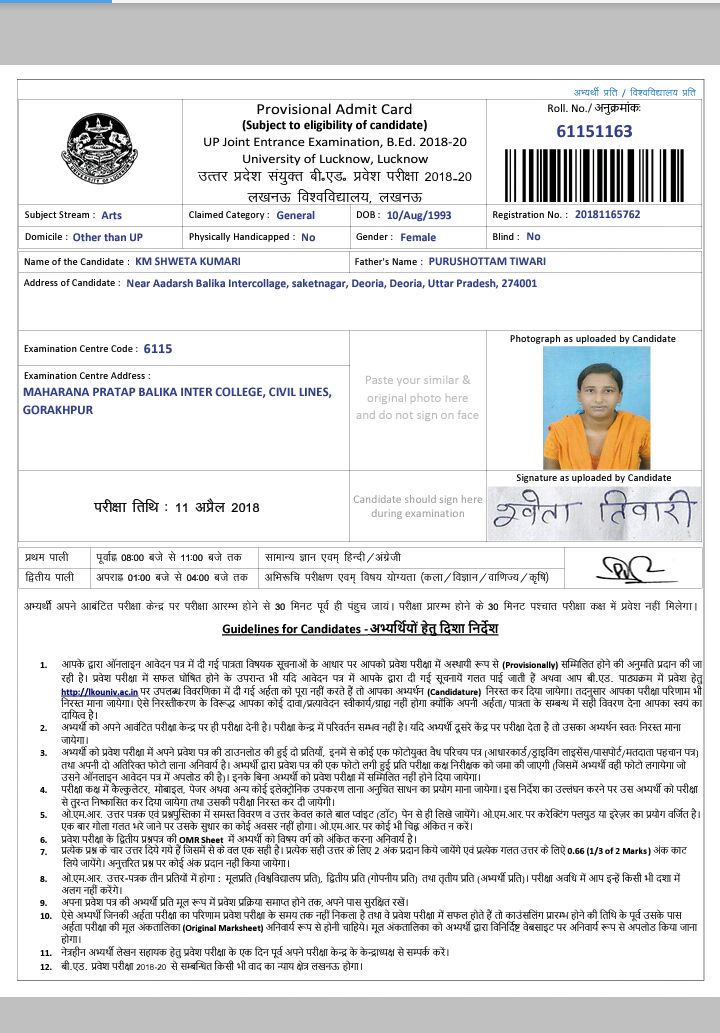 अभ्यर्थी प्रति / विश्वविद्यालय प्रति
Provisional Admit Card
(Subject to eligibility of candidate)
UP Joint Entrance Examination, B.Ed. 2018-20
University of Lucknow, Lucknow
उत्तर प्रदेश संयुक्त बी०एड० प्रवेश परीक्षा 2018-20
लखनऊ विश्वविद्यालय, लखनऊ
Roll. No./ अनुक्रमांकः
61151163
Subject Stream : Arts
Claimed Category : General
DOB : 10/Aug/1993
Registration No. : 20181165762
Domicile : Other than UP
Physically Handicapped : No
Gender : Female
Blind : No
Name of the Candidate : KM SHWETA KUMARI
Father's Name : PURUSHOTTAM TIWARI
Address of Candidate : Near Aadarsh Balika Intercollage, saketnagar, Deoria, Deoria, Uttar Pradesh, 274001
Examination Centre Code : 6115
Examination Centre Address :
MAHARANA PRATAP BALIKA INTER COLLEGE, CIVIL LINES,
GORAKHPUR
Paste your similar &
original photo here
and do not sign on face
Photograph as uploaded by Candidate
परीक्षा तिथि : 11 अप्रैल 2018
Candidate should sign here
during examination
Signature as uploaded by Candidate
श्वेता तिवारी
प्रथम पाली
पूर्वाह्न 08:00 बजे से 11:00 बजे तक
सामान्य ज्ञान एवम् हिन्दी/अंग्रेजी
द्वितीय पाली
अपराह्न 01:00 बजे से 04:00 बजे तक
अभिरूचि परीक्षण एवम् विषय योग्यता (कला/विज्ञान/वाणिज्य/कृषि)
अभ्यर्थी अपने आबंटित परीक्षा केन्द्र पर परीक्षा आरम्भ होने से 30 मिनट पूर्व ही पंहुच जायं। परीक्षा प्रारम्भ होने के 30 मिनट पश्चात परीक्षा कक्ष में प्रवेश नहीं मिलेगा।
Guidelines for Candidates - अभ्यर्थियों हेतु दिशा निर्देश
1. आपके द्वारा ऑनलाइन आवेदन पत्र में दी गई पात्रता विषयक सूचनाओं के आधार पर आपको प्रवेश परीक्षा में अस्थायी रूप से (Provisionally) सम्मिलित होने की अनुमति प्रदान की जा
रही है। प्रवेश परीक्षा में सफल घोषित होने के उपरान्त भी यदि आवेदन पत्र में आपके द्वारा दी गई सूचनायें गलत पाई जाती हैं अथवा आप बी.एड. पाठ्यक्रम में प्रवेश हेतु
http://lkouniv.ac.in पर उपलब्ध विवरणिका में दी गई अर्हता को पूरा नहीं करते हैं तो आपका अभ्यर्थन (Candidature) निरस्त कर दिया जायेगा। तदनुसार आपका परीक्षा परिणाम भी
निरस्त माना जायेगा। ऐसे निरस्तीकरण के विरूद्ध आपका कोई दावा/प्रत्यावेदन स्वीकार्य/ग्राह्य नहीं होगा क्योंकि अपनी अर्हता/ पात्रता के सम्बन्ध में सही विवरण देना आपका स्वयं का
दायित्व है।
2. अभ्यर्थी को अपने आवंटित परीक्षा केन्द्र पर ही परीक्षा देनी है। परीक्षा केन्द्र में परिवर्तन सम्भव नहीं है। यदि अभ्यर्थी दूसरे केंद्र पर परीक्षा देता है तो उसका अभ्यर्थन स्वतः निरस्त माना
जायेगा।
3. अभ्यर्थी को प्रवेश परीक्षा में अपने प्रवेश पत्र की डाउनलोड की हुई दो प्रतियाँ, इनमें से कोई एक फोटोयुक्त वैध परिचय पत्र (आधारकार्ड/ड्राइविंग लाइसेंस/पासपोर्ट/मतदाता पहचान पत्र)
तथा अपनी दो अतिरिक्त फोटो लाना अनिवार्य है। अभ्यर्थी द्वारा प्रवेश पत्र की एक फोटो लगी हुई प्रति परीक्षा कक्ष निरीक्षक को जमा की जाएगी (जिसमें अभ्यर्थी वही फोटो लगायेगा जो
उसने ऑनलाइन आवेदन पत्र में अपलोड की है)। इनके बिना अभ्यर्थी को प्रवेश परीक्षा में सम्मिलित नहीं होने दिया जायेगा।
4. परीक्षा कक्ष में कैल्कुलेटर, मोबाइल, पेजर अथवा अन्य कोई इलेक्ट्रोनिक उपकरण लाना अनुचित साधन का प्रयोग माना जायेगा। इस निर्देश का उल्लंघन करने पर उस अभ्यर्थी को परीक्षा
से तुरन्त निष्कासित कर दिया जायेगा तथा उसकी परीक्षा निरस्त कर दी जायेगी।
5. ओ.एम.आर. उत्तर पत्रक एवं प्रश्नपुस्तिका में समस्त विवरण व उत्तर केवल काले बाल प्वाइंट (डॉट) पेन से ही लिखे जायेंगे। ओ.एम.आर. पर करेक्टिंग फ्लयुड या इरेज़र का प्रयोग वर्जित है।
एक बार गोला गलत भरे जाने पर उसके सुधार का कोई अवसर नहीं होगा। ओ.एम.आर. पर कोई भी चिह्न अंकित न करें।
6. प्रवेश परीक्षा के द्वितीय प्रश्नपत्र की OMR Sheet में अभ्यर्थी को विषय वर्ग को अंकित करना अनिवार्य है।
7. प्रत्येक प्रश्न के चार उत्तर दिये गये हैं जिसमें से के वल एक सही है। प्रत्येक सही उत्तर के लिए 2 अंक प्रदान किये जायेंगे एवं प्रत्येक गलत उत्तर के लिऐ 0.66 (1/3 of 2 Marks) अंक काट
लिये जायेंगे। अनुत्तरित प्रश्न पर कोई अंक प्रदान नहीं किया जायेगा।
8. ओ.एम.आर. उत्तर-पत्रक तीन प्रतियों में होगा : मूलप्रति (विश्वविद्यालय प्रति), द्वितीय प्रति (गोपनीय प्रति) तथा तृतीय प्रति (अभ्यर्थी प्रति)। परीक्षा अवधि में आप इन्हें किसी भी दशा में
अलग नहीं करेंगे।
9. अपना प्रवेश पत्र की अभ्यर्थी प्रति मूल रूप में प्रवेश प्रक्रिया समाप्त होने तक, अपने पास सुरक्षित रखें।
10. ऐसे अभ्यर्थी जिनकी अर्हता परीक्षा का परिणाम प्रवेश परीक्षा के समय तक नहीं निकला है तथा वे प्रवेश परीक्षा में सफल होते हैं तो काउंसलिंग प्रारम्भ होने की तिथि के पूर्व उसके पास
अर्हता परीक्षा की मूल अंकतालिका (Original Marksheet) अनिवार्य रूप से होनी चाहिये। मूल अंकतालिका को अभ्यर्थी द्वारा विनिर्दिष्ट वेबसाइट पर अनिवार्य रूप से अपलोड किया जाना
होगा।
11. नेत्रहीन अभ्यर्थी लेखन सहायक हेतु प्रवेश परीक्षा के एक दिन पूर्व अपने परीक्षा केन्द्र के केन्द्राध्यक्ष से सम्पर्क करें।
12. बी.एड. प्रवेश परीक्षा 2018-20 से सम्बन्धित किसी भी वाद का न्याय क्षेत्र लखनऊ होगा।